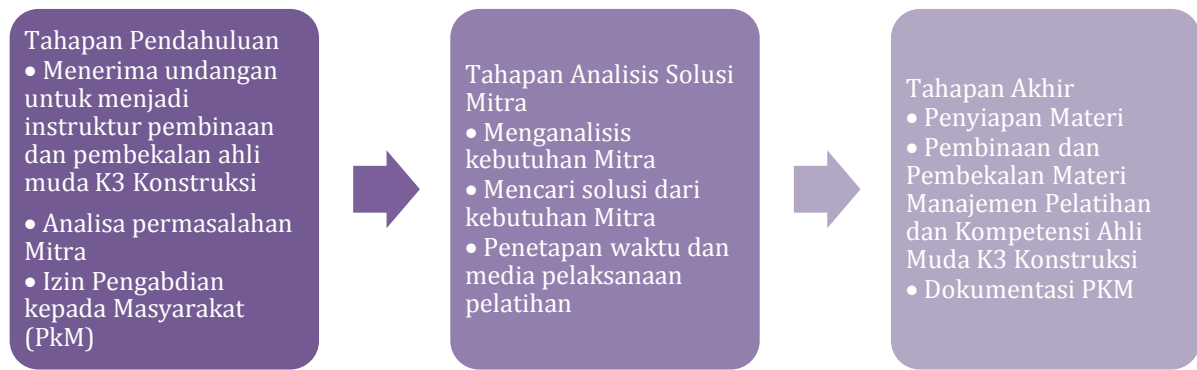 Tahapan Pendahuluan
• Menerima undangan
untuk menjadi
instruktur pembinaan
dan pembekalan ahli
muda K3 Konstruksi
• Analisa permasalahan
Mitra
• Izin Pengabdian
kepada Masyarakat
(PkM)
Tahapan Analisis Solusi
Mitra
• Menganalisis
kebutuhan Mitra
• Mencari solusi dari
kebutuhan Mitra
• Penetapan waktu dan
media pelaksanaan
pelatihan
Tahapan Akhir
• Penyiapan Materi
• Pembinaan dan
Pembekalan Materi
Manajemen Pelatihan
dan Kompetensi Ahli
Muda K3 Konstruksi
• Dokumentasi PKM